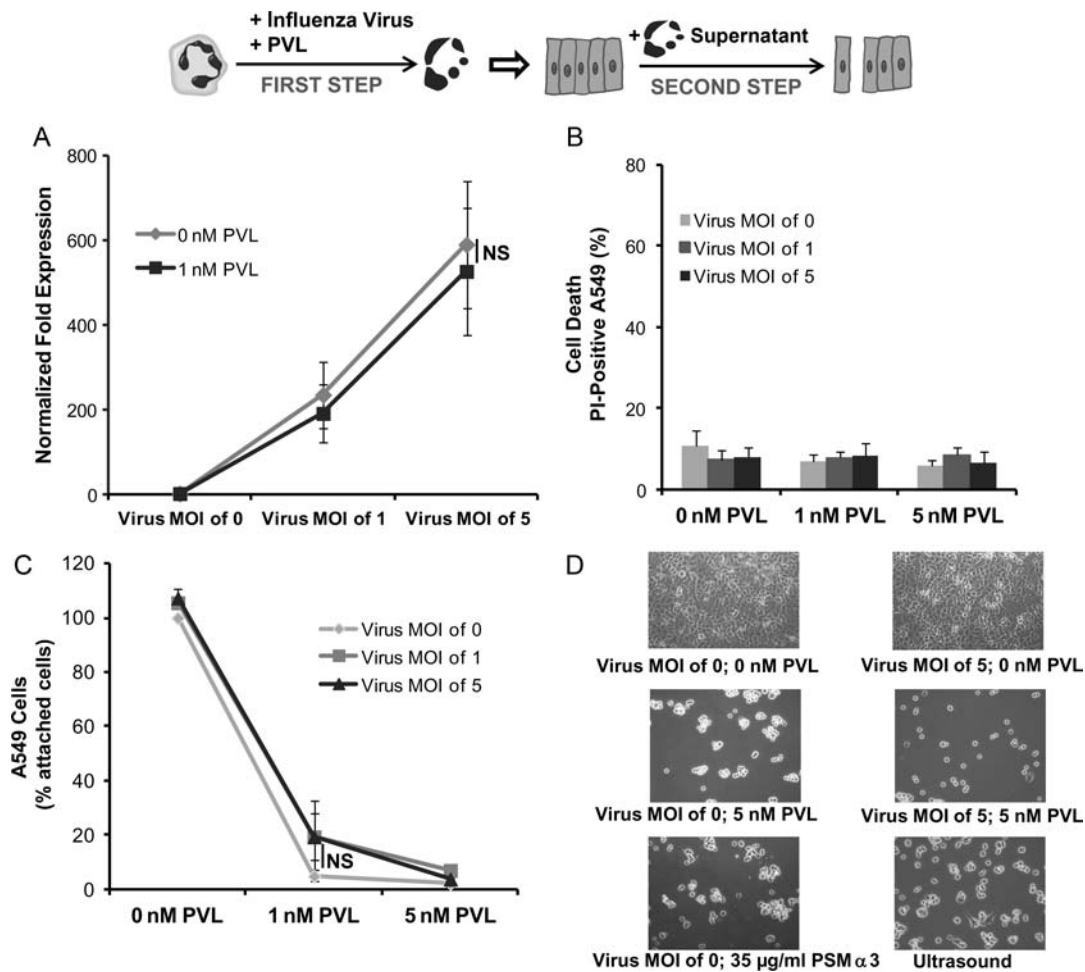 + Influenza Virus
+ PVL
FIRST STEP
+ Supernatant
SECOND STEP
A
Normalized Fold Expression
800
600
400
200
0
0 nM PVL
1 nM PVL
NS
Virus MOI of 0 Virus MOI of 1 Virus MOI of 5
B
Cell Death
PI-Positive A549 (%)
80
60
40
20
0
Virus MOI of 0
Virus MOI of 1
Virus MOI of 5
0 nM PVL 1 nM PVL 5 nM PVL
C
A549 Cells
(% attached cells)
120
100
80
60
40
20
0
Virus MOI of 0
Virus MOI of 1
Virus MOI of 5
NS
0 nM PVL 1 nM PVL 5 nM PVL
D
Virus MOI of 0; 0 nM PVL
Virus MOI of 5; 0 nM PVL
Virus MOI of 0; 5 nM PVL
Virus MOI of 5; 5 nM PVL
Virus MOI of 0; 35 µg/ml PSM α3
Ultrasound